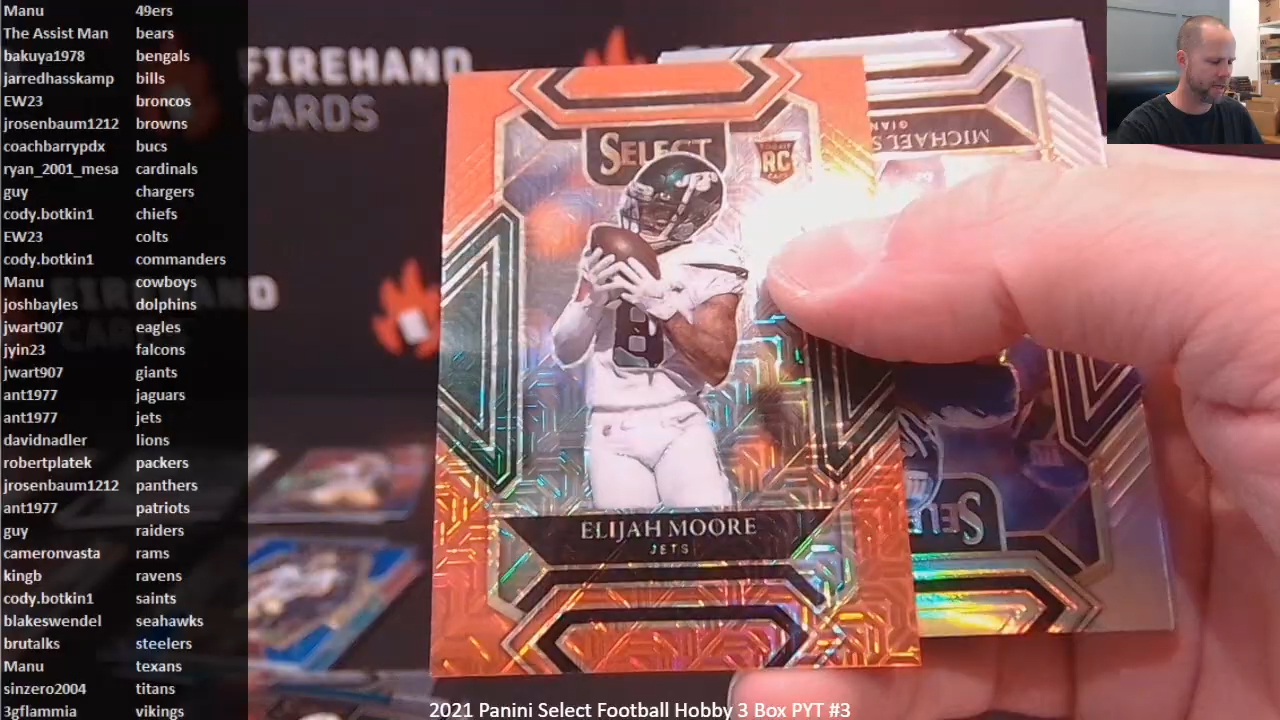 Manu 49ers
The Assist Man bears
bakuya1978 bengals
jarredhasskamp bills
EW23 broncos
jrosenbaum1212 browns
coachbarrypdx bucs
ryan_2001_mesa cardinals
guy chargers
cody.botkin1 chiefs
EW23 colts
cody.botkin1 commanders
Manu cowboys
joshbayles dolphins
jwart907 eagles
jyin23 falcons
jwart907 giants
ant1977 jaguars
ant1977 jets
davidnadler lions
robertplatek packers
jrosenbaum1212 panthers
ant1977 patriots
guy raiders
cameronvasta rams
kingb ravens
cody.botkin1 saints
blakeswendel seahawks
brutalks steelers
Manu texans
sinzero2004 titans
3gflammia vikings
FIREHAND
CARDS
FIREHAND
CARDS
SELECT
RC
8
ELIJAH MOORE
JETS
MICHAEL
2021 Panini Select Football Hobby 3 Box PYT #3